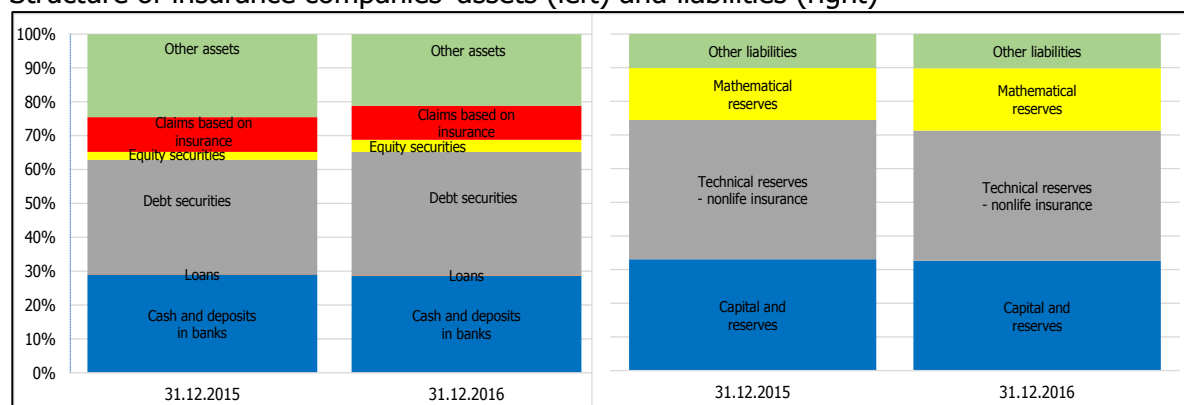 Structure of insurance companies' assets (left) and liabilities (right)
100%
90%
80%
70%
60%
50%
40%
30%
20%
10%
0%
Other assets
Claims based on
insurance
Equity securities
Debt securities
Loans
Cash and deposits
in banks
31.12.2015
Other assets
Claims based on
insurance
Equity securities
Debt securities
Loans
Cash and deposits
in banks
31.12.2016
Other liabilities
Mathematical
reserves
Technical reserves
- nonlife insurance
Capital and
reserves
31.12.2015
Other liabilities
Mathematical
reserves
Technical reserves
- nonlife insurance
Capital and
reserves
31.12.2016